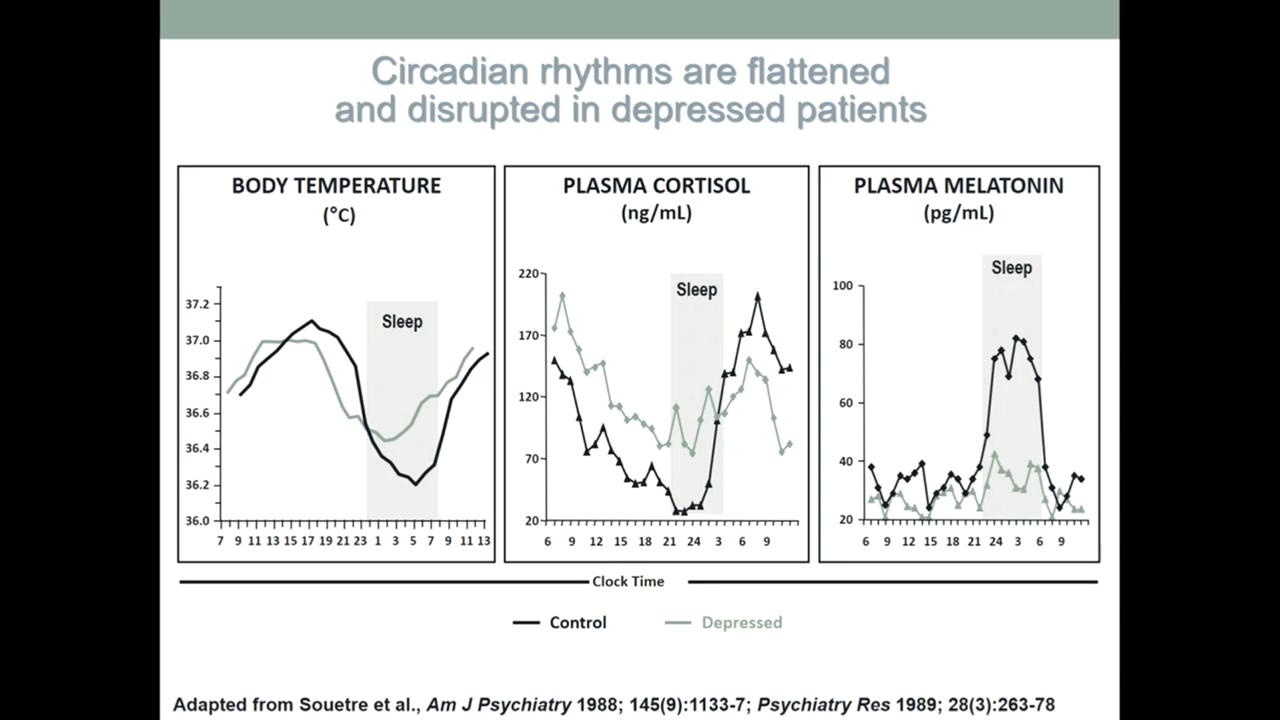 Circadian rhythms are flattened
and disrupted in depressed patients
BODY TEMPERATURE
(°C)
37.2
37.0
36.8
36.6
36.4
36.2
36.0
Sleep
7 9 11 13 15 17 19 21 23 1 3 5 7 9 11 13
PLASMA CORTISOL
(ng/mL)
220
170
120
70
20
Sleep
6 9 12 15 18 21 24 3 6 9
PLASMA MELATONIN
(pg/mL)
100
80
60
40
20
Sleep
6 9 12 15 18 21 24 3 6 9
Clock Time
Control Depressed
Adapted from Souetre et al., Am J Psychiatry 1988; 145(9):1133-7; Psychiatry Res 1989; 28(3):263-78